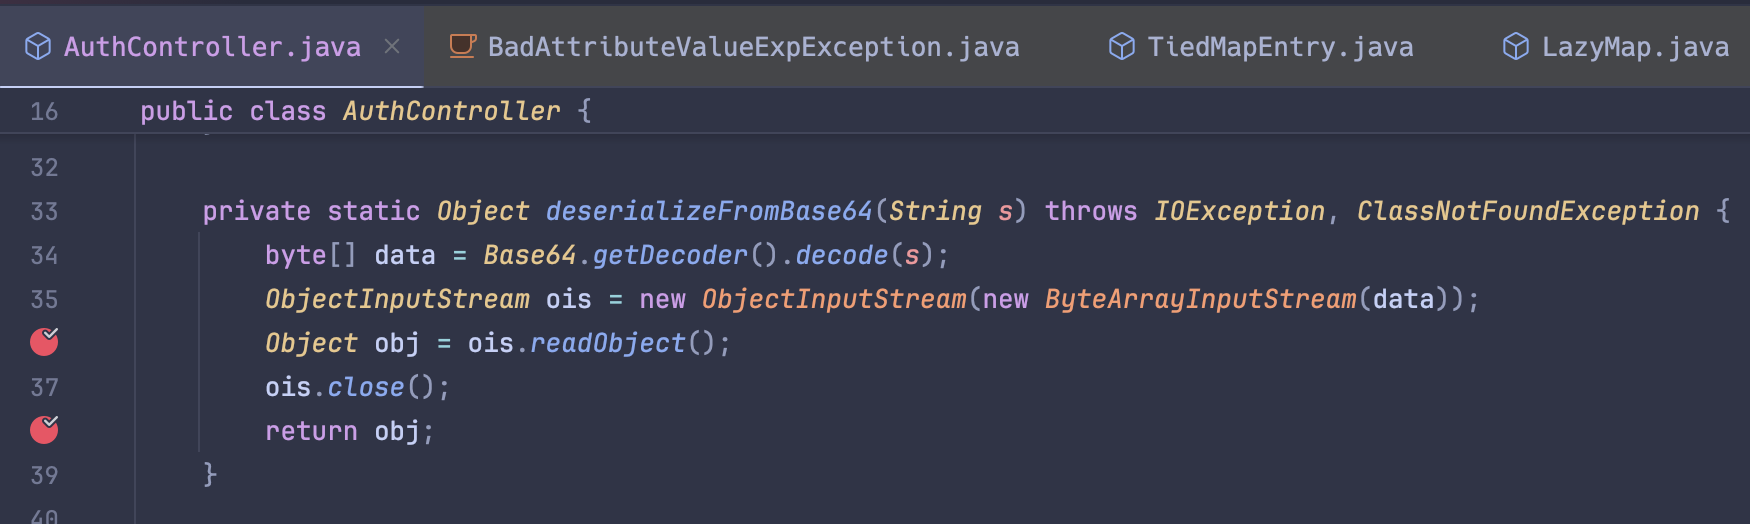 AuthController.java BadAttributeValueExpException.java TiedMapEntry.java LazyMap.java
16 public class AuthController {
32
33 private static Object deserializeFromBase64(String s) throws IOException, ClassNotFoundException {
34 byte[] data = Base64.getDecoder().decode(s);
35 ObjectInputStream ois = new ObjectInputStream(new ByteArrayInputStream(data));
Object obj = ois.readObject();
37 ois.close();
return obj;
39 }
40